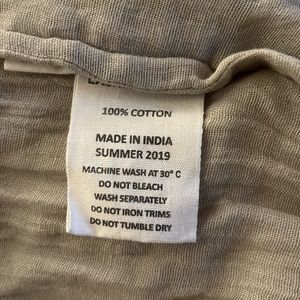 100% COTTON
MADE IN INDIA
SUMMER 2019
MACHINE WASH AT 30° C
DO NOT BLEACH
WASH SEPARATELY
DO NOT IRON TRIMS
DO NOT TUMBLE DRY